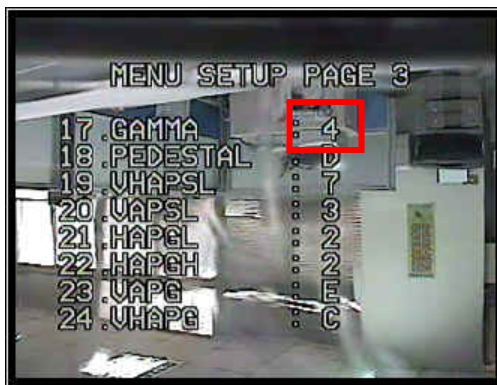 MENU SETUP PAGE 3
17 .GAMMA : 4
18 .PEDESTAL : D
19 .VHAPSL : 7
20 .VAPSL : 3
21 .HAPGL : 2
22 .HAPGH : 2
23 .VAPG : E
24 .VHAPG : C